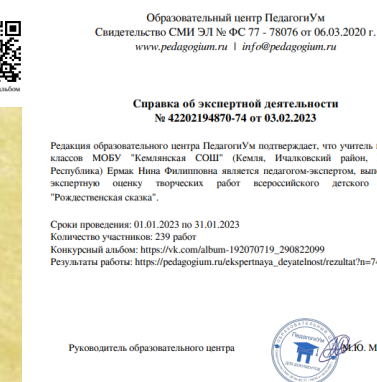 Образовательный центр ПедагогиУм
Свидетельство СМИ ЭЛ № ФС 77 - 78076 от 06.03.2020 г.
www.pedagogium.ru | info@pedagogium.ru
Справка об экспертной деятельности
№ 42202194870-74 от 03.02.2023
Редакция образовательного центра ПедагогиУм подтверждает, что учитель
классов МОБУ "Кемлянская СОШ" (Кемля, Ичалковский район,
Республика) Ермак Нина Филипповна является педагогом-экспертом,
экспертную оценку творческих работ всероссийского детского
"Рождественская сказка".
Сроки проведения: 01.01.2023 по 31.01.2023
Количество участников: 239 работ
Конкурсный альбом: https://vk.com/album-192070719_290822099
Результаты работы: https://pedagogium.ru/ekspertnaya_deyatelnost/rezultat?n=74
Руководитель образовательного центра
ПедагогиУм
ДЛЯ ДОКУМЕНТОВ
М.Ю. М